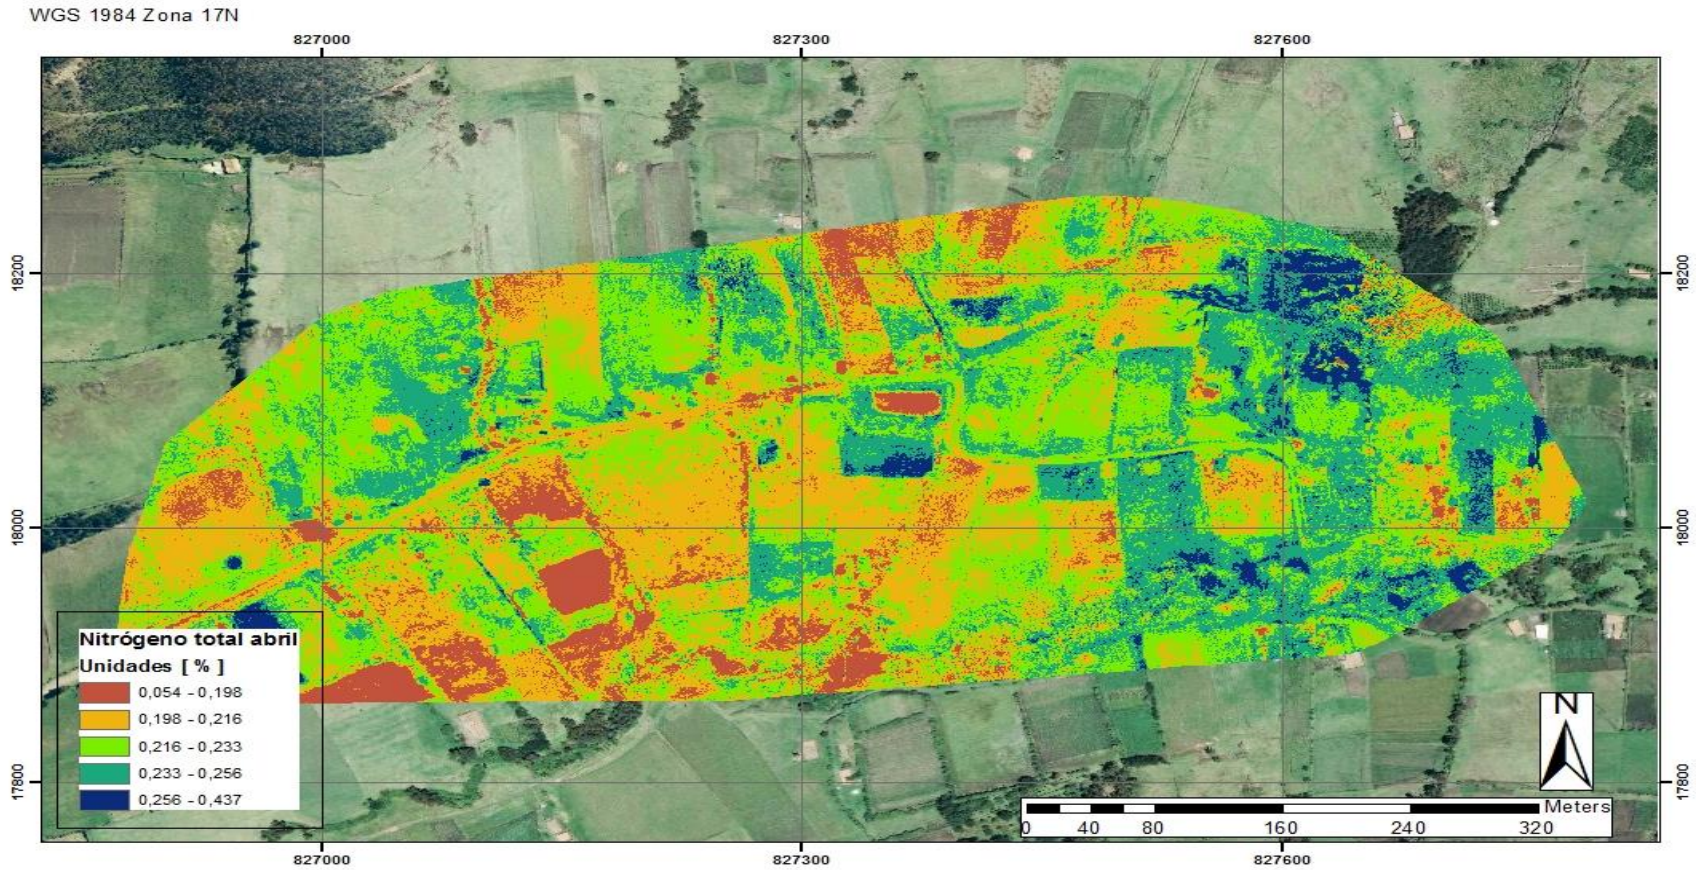 WGS 1984 Zona 17N
827000 827300 827600
18200 18200
18000 18000
17800 17800
Nitrógeno total abril
Unidades [ % ]
0,054 - 0,198
0,198 - 0,216
0,216 - 0,233
0,233 - 0,256
0,256 - 0,437
N
Meters
0 40 80 160 240 320
827000 827300 827600